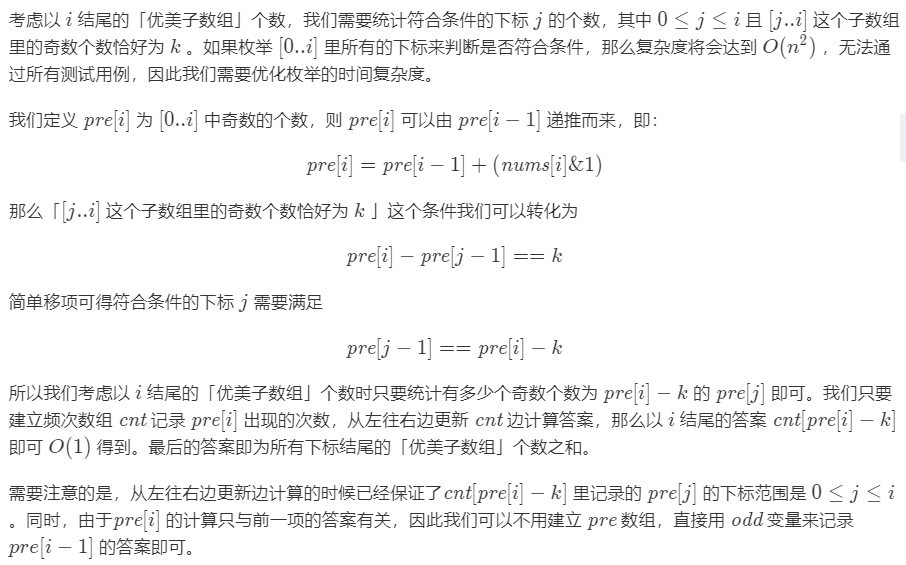 考虑以 i 结尾的「优美子数组」个数，我们需要统计符合条件的下标 j 的个数，其中 0 ≤ j ≤ i 且 [j..i] 这个子数组
里的奇数个数恰好为 k 。如果枚举 [0..i] 里所有的下标来判断是否符合条件，那么复杂度将会达到 O(n²) ，无法通
过所有测试用例，因此我们需要优化枚举的时间复杂度。
我们定义 pre[i] 为 [0..i] 中奇数的个数，则 pre[i] 可以由 pre[i − 1] 递推而来，即：
pre[i] = pre[i − 1] + (nums[i]&1)
那么「[j..i] 这个子数组里的奇数个数恰好为 k 」这个条件我们可以转化为
pre[i] − pre[j − 1] == k
简单移项可得符合条件的下标 j 需要满足
pre[j − 1] == pre[i] − k
所以我们考虑以 i 结尾的「优美子数组」个数时只要统计有多少个奇数个数为 pre[i] − k 的 pre[j] 即可。我们只要
建立频次数组 cnt 记录 pre[i] 出现的次数，从左往右边更新 cnt 边计算答案，那么以 i 结尾的答案 cnt[pre[i] − k]
即可 O(1) 得到。最后的答案即为所有下标结尾的「优美子数组」个数之和。
需要注意的是，从左往右边更新边计算的时候已经保证了cnt[pre[i] − k] 里记录的 pre[j] 的下标范围是 0 ≤ j ≤ i
。同时，由于pre[i] 的计算只与前一项的答案有关，因此我们可以不用建立 pre 数组，直接用 odd 变量来记录
pre[i − 1] 的答案即可。